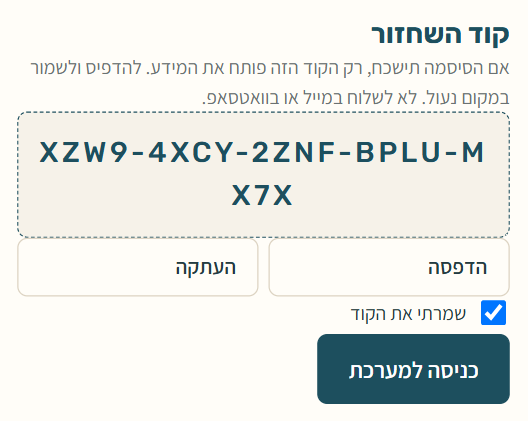 קוד השחזור
אם הסיסמה תישכח, רק הקוד הזה פותח את המידע. להדפיס ולשמור
במקום נעול. לא לשלוח במייל או בוואטסאפ.
XZW9-4XCY-2ZNF-BPLU-M
X7X
הדפסה
העתקה
שמרתי את הקוד
כניסה למערכת